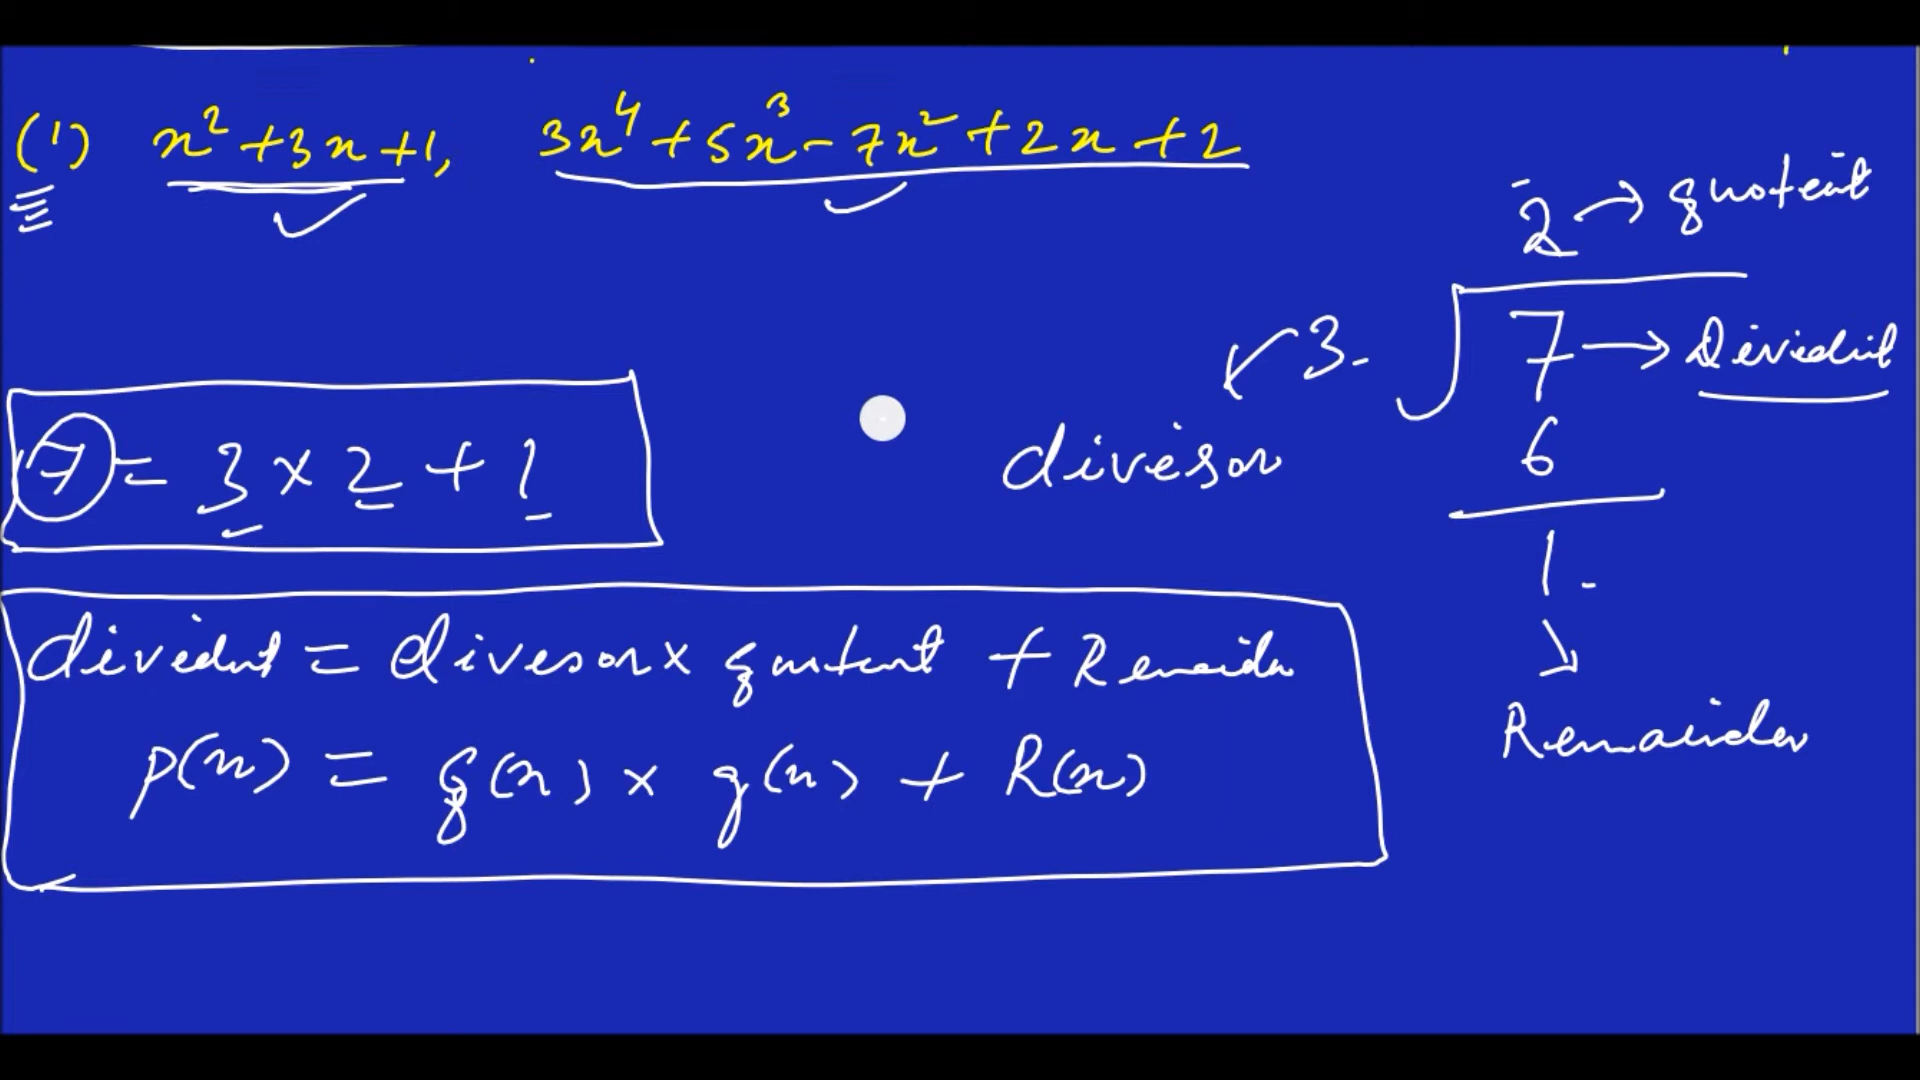 (1) x² + 3x + 1, 3x⁴ + 5x³ - 7x² + 2x + 2
2 → quotient
3. 7 → Dividend
divisor
6
7 = 3 × 2 + 1
1.
dividend = divisor × quotient + Remainder
Remainder
p(x) = g(x) × q(x) + R(x)